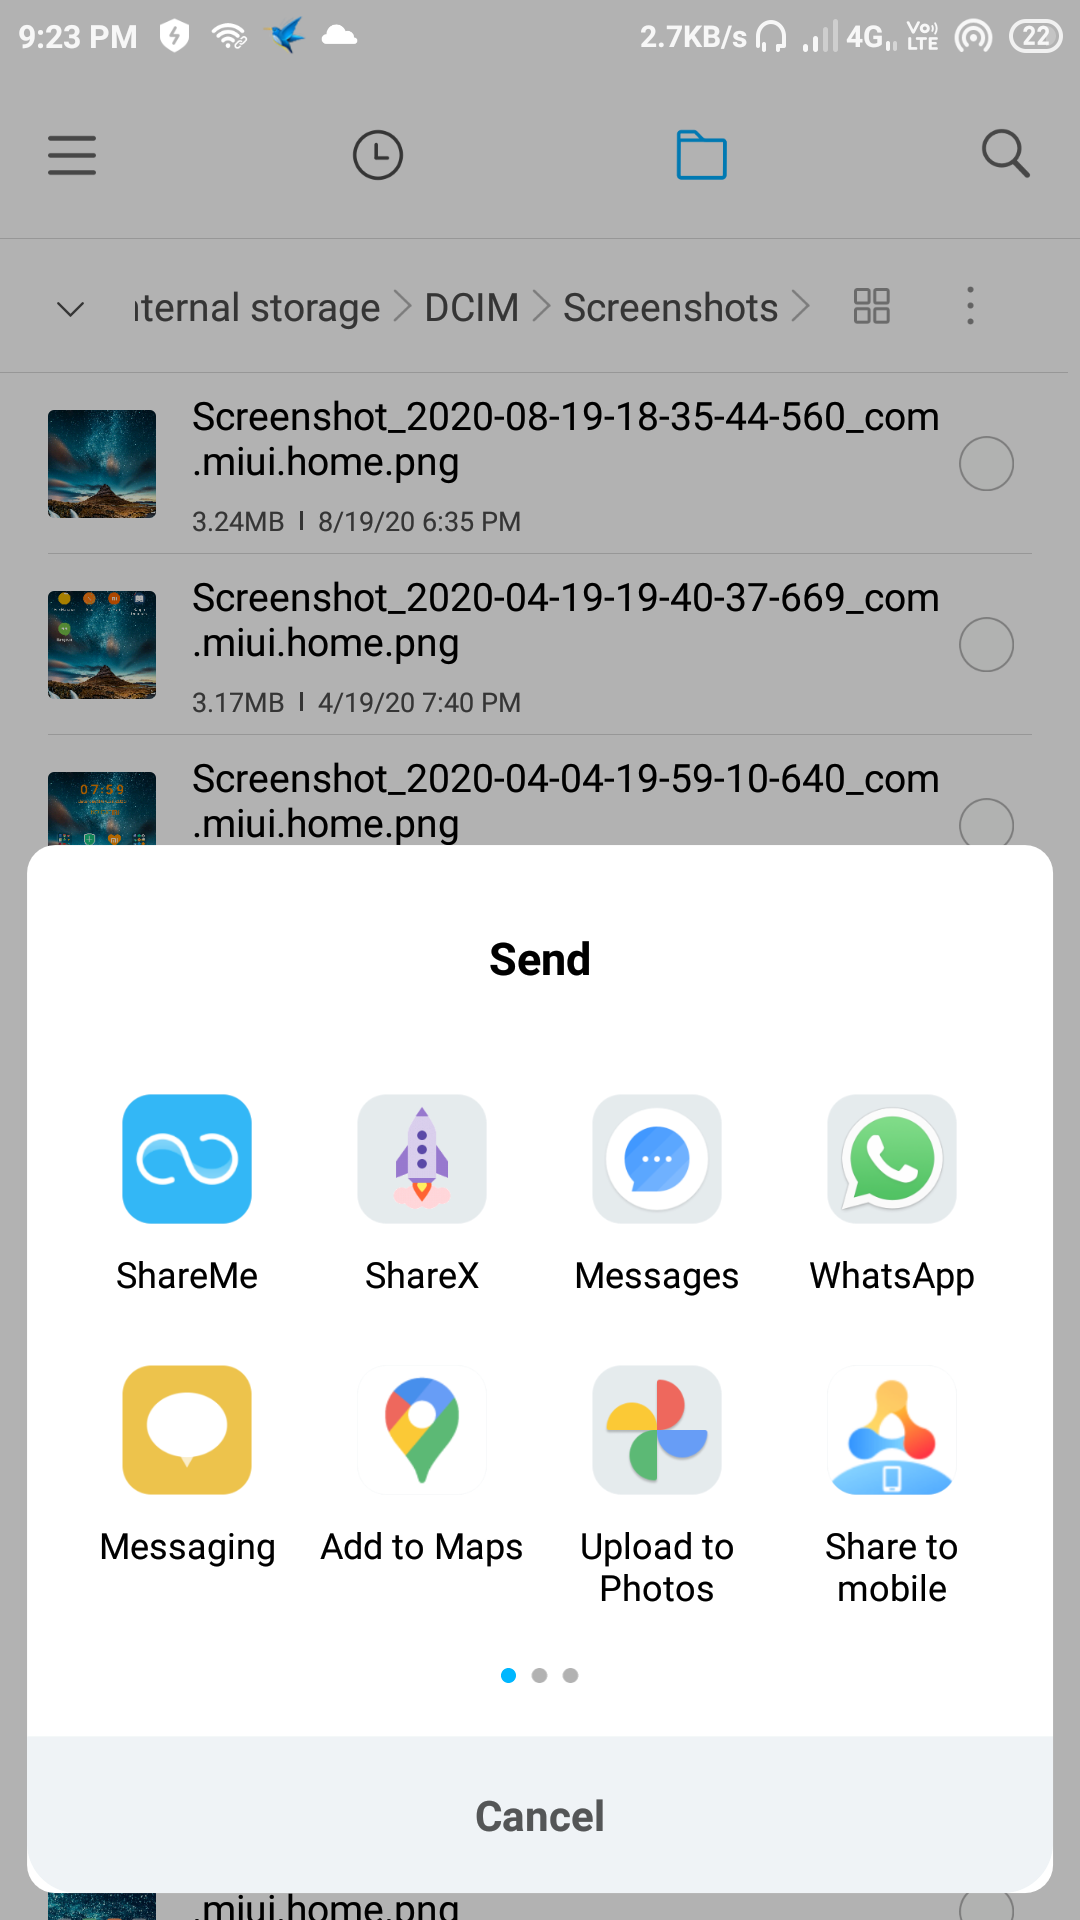 9:23 PM 2.7KB/s 4G Vo)) LTE 22
nternal storage > DCIM > Screenshots >
Screenshot_2020-08-19-18-35-44-560_com
.miui.home.png
3.24MB | 8/19/20 6:35 PM
Screenshot_2020-04-19-19-40-37-669_com
.miui.home.png
3.17MB | 4/19/20 7:40 PM
07:59
Screenshot_2020-04-04-19-59-10-640_com
.miui.home.png
Send
ShareMe ShareX Messages WhatsApp
Messaging Add to Maps Upload to Share to
Photos mobile
Cancel
.miui.home.png